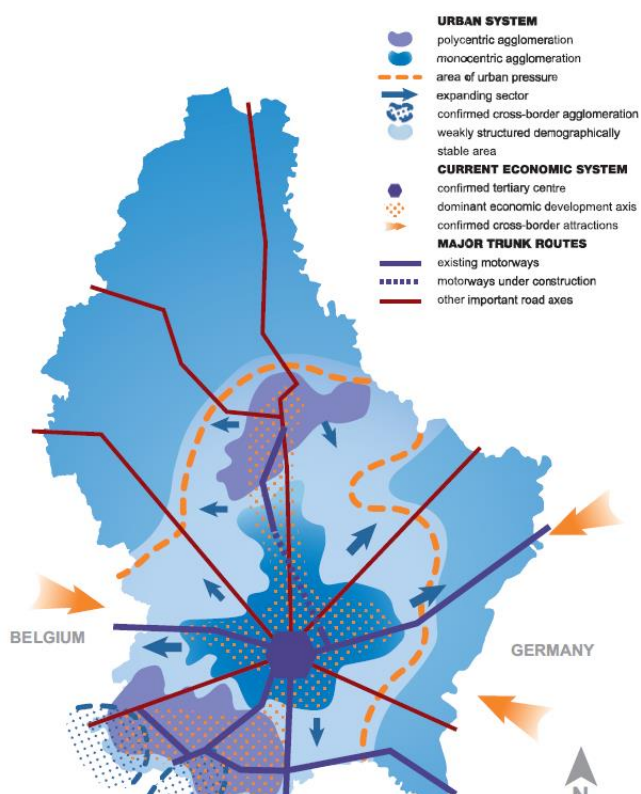 URBAN SYSTEM
polycentric agglomeration
monocentric agglomeration
area of urban pressure
expanding sector
confirmed cross-border agglomeration
weakly structured demographically
stable area
CURRENT ECONOMIC SYSTEM
confirmed tertiary centre
dominant economic development axis
confirmed cross-border attractions
MAJOR TRUNK ROUTES
existing motorways
motorways under construction
other important road axes
BELGIUM
GERMANY
N